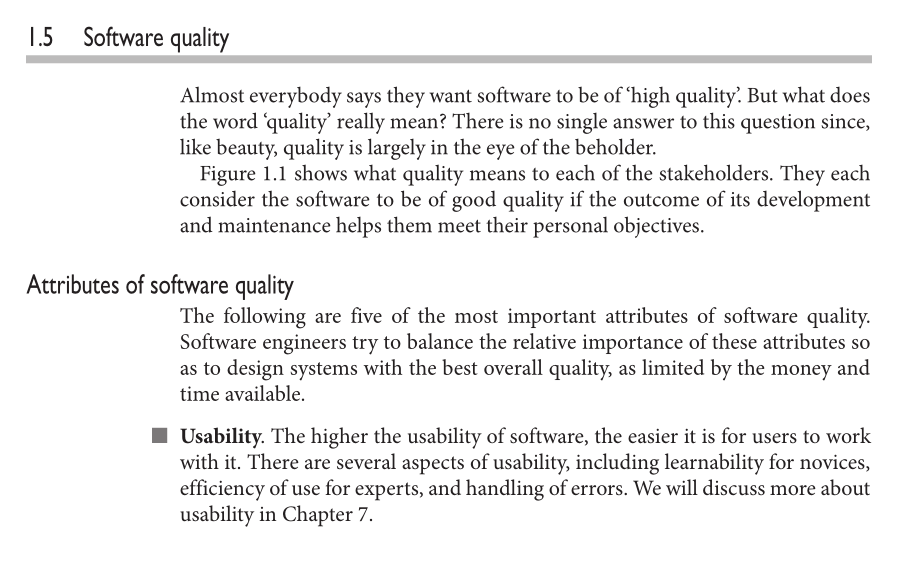 1.5 Software quality
Almost everybody says they want software to be of ‘high quality’. But what does
the word ‘quality’ really mean? There is no single answer to this question since,
like beauty, quality is largely in the eye of the beholder.
Figure 1.1 shows what quality means to each of the stakeholders. They each
consider the software to be of good quality if the outcome of its development
and maintenance helps them meet their personal objectives.
Attributes of software quality
The following are five of the most important attributes of software quality.
Software engineers try to balance the relative importance of these attributes so
as to design systems with the best overall quality, as limited by the money and
time available.
■ Usability. The higher the usability of software, the easier it is for users to work
with it. There are several aspects of usability, including learnability for novices,
efficiency of use for experts, and handling of errors. We will discuss more about
usability in Chapter 7.